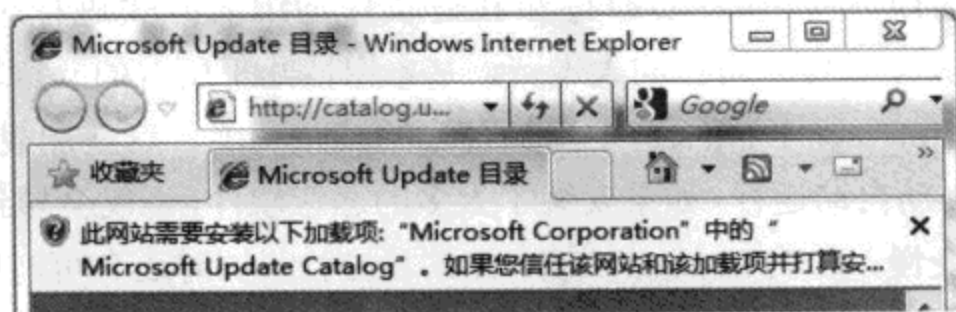 Microsoft Update 目录 - Windows Internet Explorer
http://catalog.u... Google
收藏夹 Microsoft Update 目录 »
此网站需要安装以下加载项: "Microsoft Corporation" 中的 "
Microsoft Update Catalog" 。如果您信任该网站和该加载项并打算安...